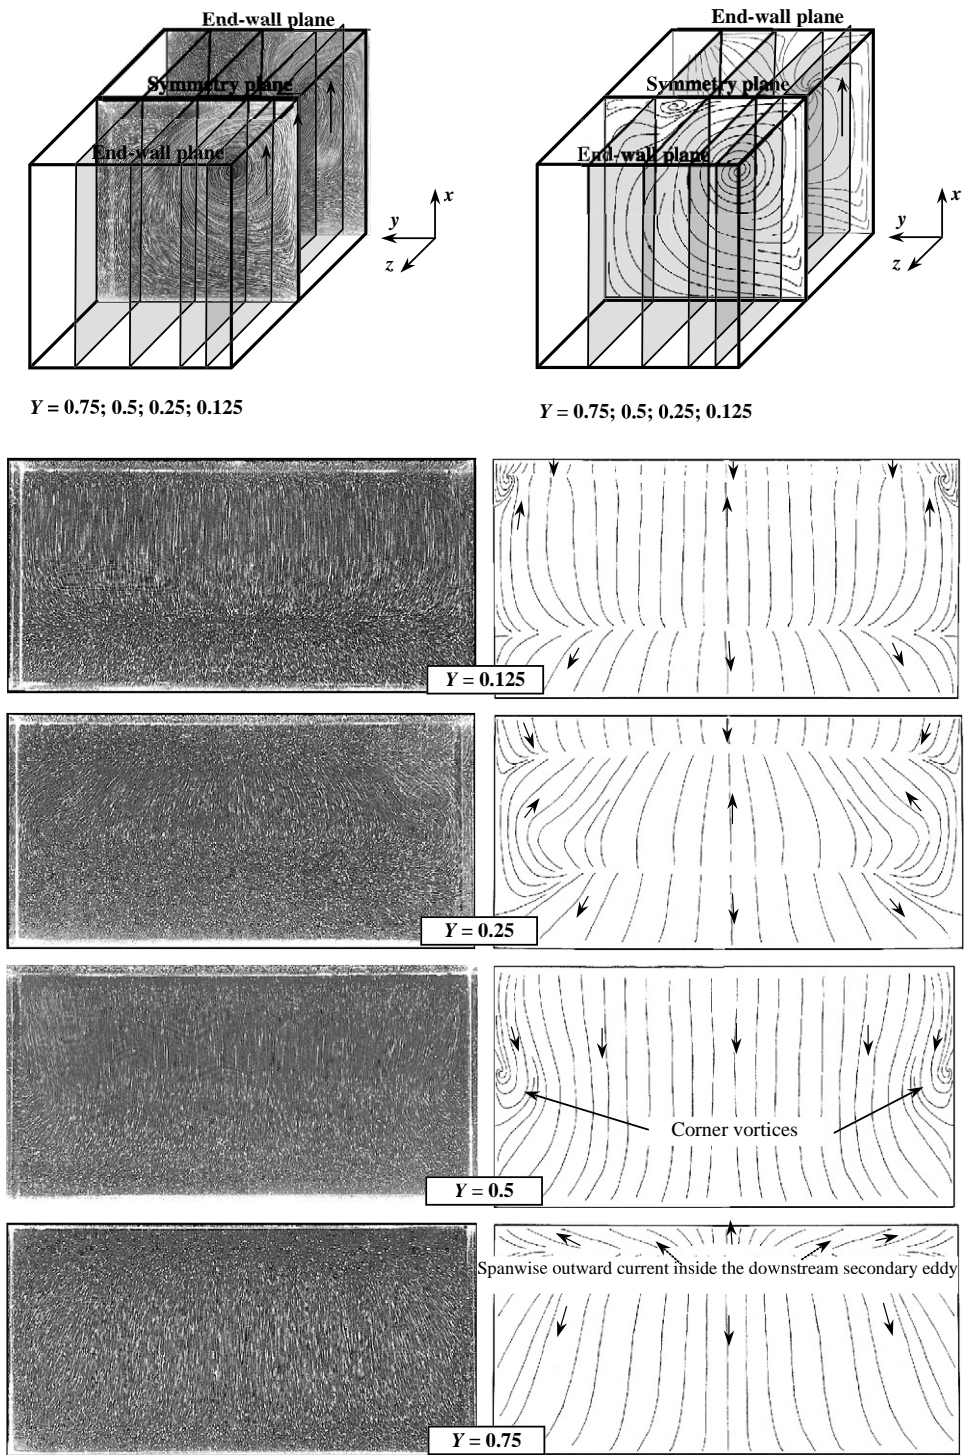 End-wall plane
Symmetry plane
End-wall plane
x
y
z
Y = 0.75; 0.5; 0.25; 0.125
End-wall plane
Symmetry plane
End-wall plane
x
y
z
Y = 0.75; 0.5; 0.25; 0.125
Y = 0.125
Y = 0.25
Corner vortices
Y = 0.5
Spanwise outward current inside the downstream secondary eddy
Y = 0.75